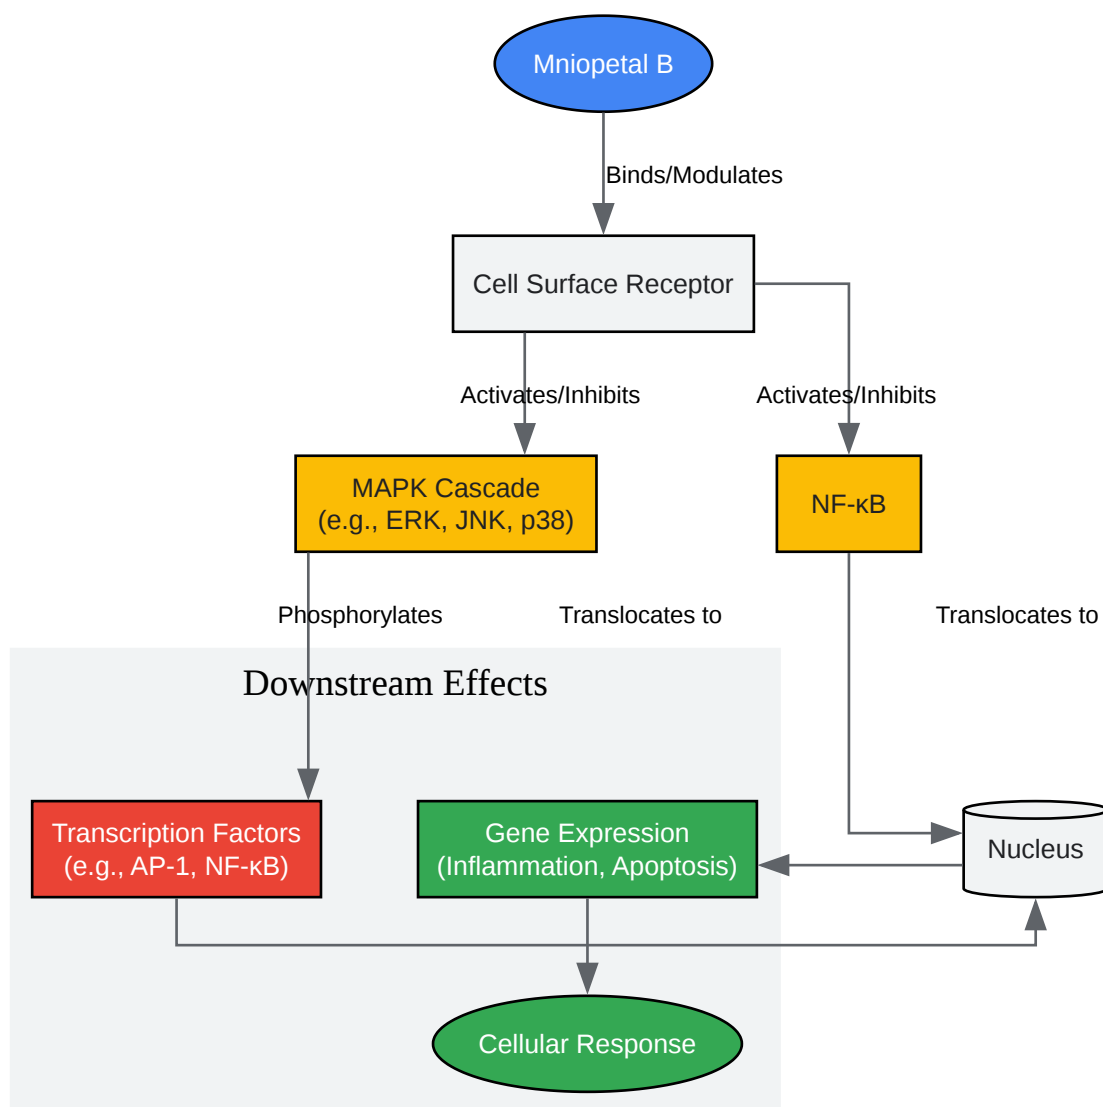 Mniopetal B
Binds/Modulates
Cell Surface Receptor
Activates/Inhibits
Activates/Inhibits
MAPK Cascade
(e.g., ERK, JNK, p38)
NF-κB
Phosphorylates
Translocates to
Translocates to
Downstream Effects
Transcription Factors
(e.g., AP-1, NF-κB)
Gene Expression
(Inflammation, Apoptosis)
Nucleus
Cellular Response